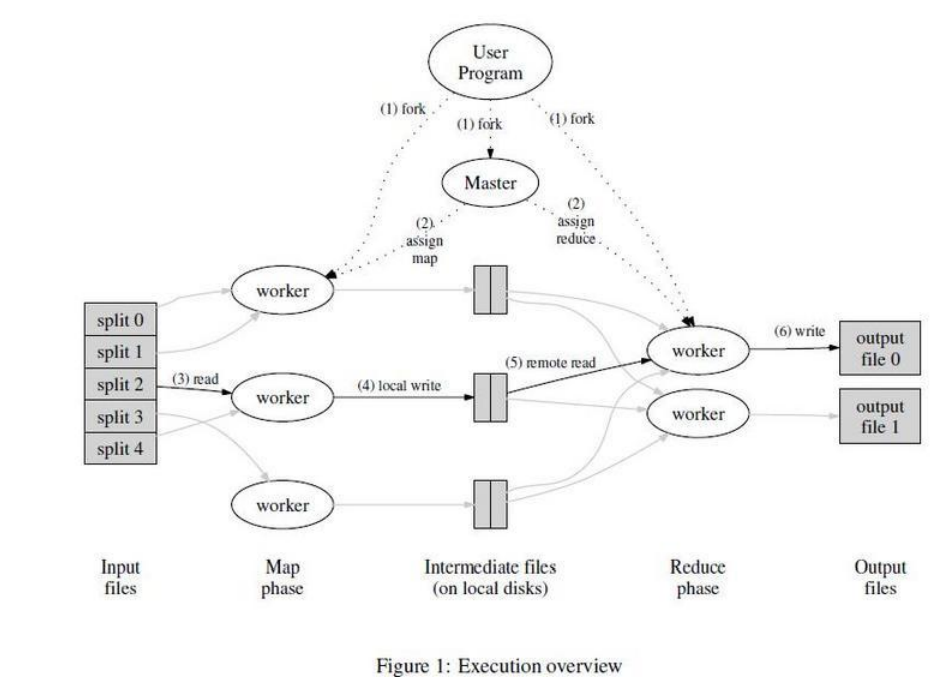 User
Program
(1) fork
(1) fork
(1) fork
Master
(2)
assign
map
(2)
assign
reduce
worker
split 0
split 1
split 2
split 3
split 4
(3) read
worker
(4) local write
(5) remote read
worker
(6) write
output
file 0
worker
output
file 1
worker
Input
files
Map
phase
Intermediate files
(on local disks)
Reduce
phase
Output
files
Figure 1: Execution overview